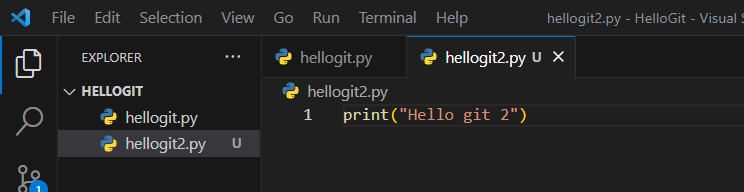 File Edit Selection View Go Run Terminal Help hellogit2.py - HelloGit - Visual S
EXPLORER ...
HELLOGIT
hellogit.py
hellogit2.py U
1
hellogit.py hellogit2.py U
hellogit2.py
1 print("Hello git 2")